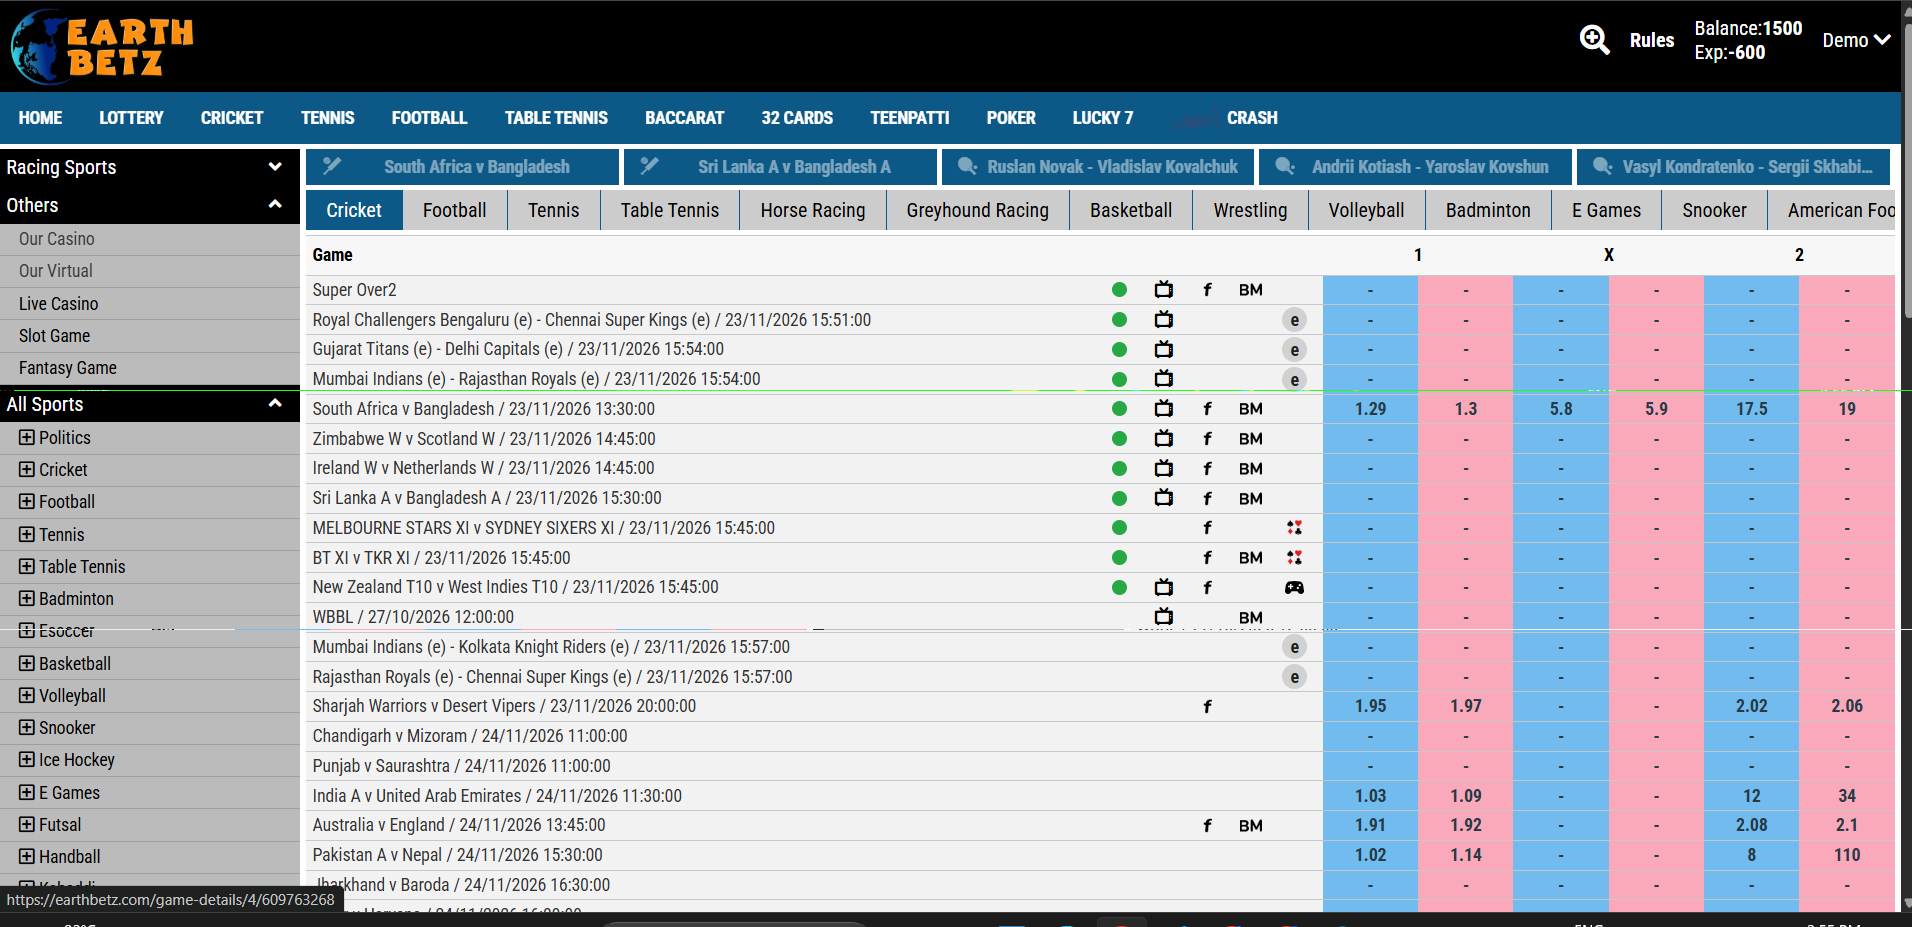 EARTH
BETZ
Rules
Balance:1500
Exp:-600
Demo
HOME LOTTERY CRICKET TENNIS FOOTBALL TABLE TENNIS BACCARAT 32 CARDS TEENPATTI POKER LUCKY 7 CRASH
Racing Sports
Others
Our Casino
Our Virtual
Live Casino
Slot Game
Fantasy Game
All Sports
Politics
Cricket
Football
Tennis
Table Tennis
Badminton
Esoccer
Basketball
Volleyball
Snooker
Ice Hockey
E Games
Futsal
Handball
South Africa v Bangladesh Sri Lanka A v Bangladesh A Ruslan Novak - Vladislav Kovalchuk Andrii Kotiash - Yaroslav Kovshun Vasyl Kondratenko - Sergii Skhabi...
Cricket Football Tennis Table Tennis Horse Racing Greyhound Racing Basketball Wrestling Volleyball Badminton E Games Snooker American Foo
Game 1 X 2
Super Over2 f BM - - - - - -
Royal Challengers Bengaluru (e) - Chennai Super Kings (e) / 23/11/2026 15:51:00 e - - - - - -
Gujarat Titans (e) - Delhi Capitals (e) / 23/11/2026 15:54:00 e - - - - - -
Mumbai Indians (e) - Rajasthan Royals (e) / 23/11/2026 15:54:00 e - - - - - -
South Africa v Bangladesh / 23/11/2026 13:30:00 f BM 1.29 1.3 5.8 5.9 17.5 19
Zimbabwe W v Scotland W / 23/11/2026 14:45:00 f BM - - - - - -
Ireland W v Netherlands W / 23/11/2026 14:45:00 f BM - - - - - -
Sri Lanka A v Bangladesh A / 23/11/2026 15:30:00 f BM - - - - - -
MELBOURNE STARS XI v SYDNEY SIXERS XI / 23/11/2026 15:45:00 f - - - - - -
BT XI v TKR XI / 23/11/2026 15:45:00 f BM - - - - - -
New Zealand T10 v West Indies T10 / 23/11/2026 15:45:00 f - - - - - -
WBBL / 27/10/2026 12:00:00 BM - - - - - -
Mumbai Indians (e) - Kolkata Knight Riders (e) / 23/11/2026 15:57:00 e - - - - - -
Rajasthan Royals (e) - Chennai Super Kings (e) / 23/11/2026 15:57:00 e - - - - - -
Sharjah Warriors v Desert Vipers / 23/11/2026 20:00:00 f 1.95 1.97 - - 2.02 2.06
Chandigarh v Mizoram / 24/11/2026 11:00:00 - - - - - -
Punjab v Saurashtra / 24/11/2026 11:00:00 - - - - - -
India A v United Arab Emirates / 24/11/2026 11:30:00 1.03 1.09 - - 12 34
Australia v England / 24/11/2026 13:45:00 f BM 1.91 1.92 - - 2.08 2.1
Pakistan A v Nepal / 24/11/2026 15:30:00 1.02 1.14 - - 8 110
Jharkhand v Baroda / 24/11/2026 16:30:00 - - - - - -
https://earthbetz.com/game-details/4/609763268